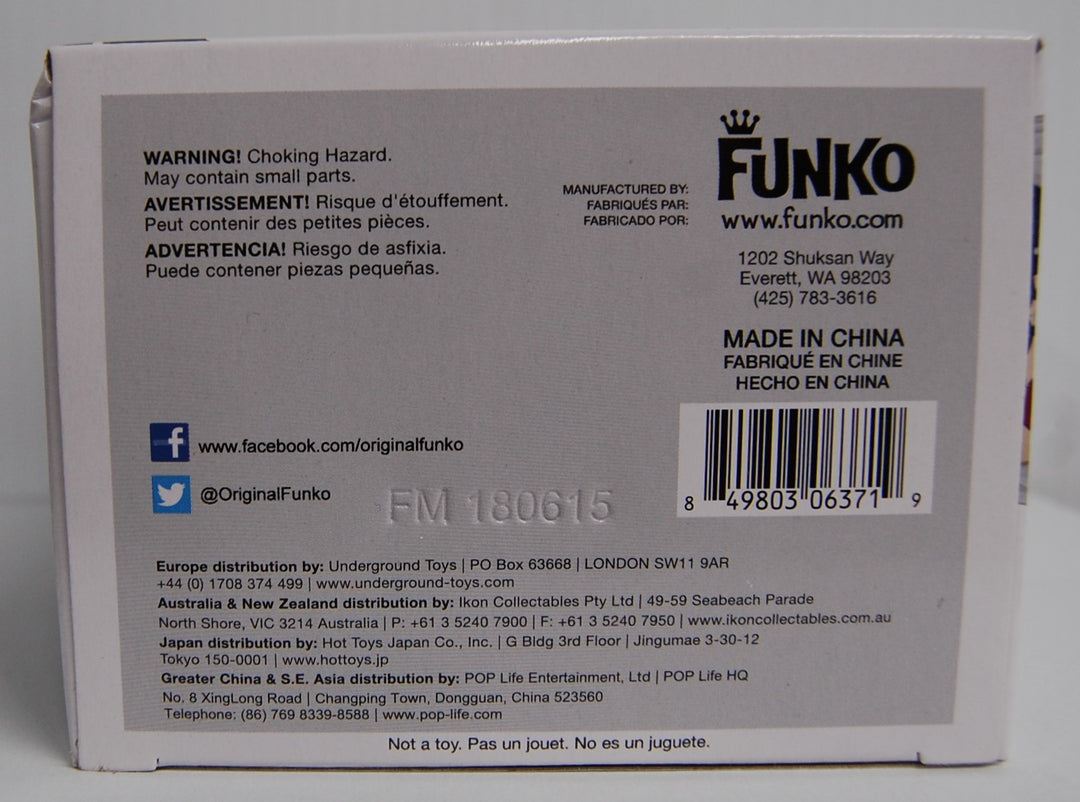 WARNING! Choking Hazard.
May contain small parts.
AVERTISSEMENT! Risque d'étouffement.
Peut contenir des petites pièces.
ADVERTENCIA! Riesgo de asfixia.
Puede contener piezas pequeñas.
MANUFACTURED BY:
FABRIQUÉS PAR:
FABRICADO POR:
FUNKO
www.funko.com
1202 Shuksan Way
Everett, WA 98203
(425) 783-3616
MADE IN CHINA
FABRIQUÉ EN CHINE
HECHO EN CHINA
8 49803 06371 9
f www.facebook.com/originalfunko
@OriginalFunko
FM 180615
Europe distribution by: Underground Toys | PO Box 63668 | LONDON SW11 9AR
+44 (0) 1708 374 499 | www.underground-toys.com
Australia & New Zealand distribution by: Ikon Collectables Pty Ltd | 49-59 Seabeach Parade
North Shore, VIC 3214 Australia | P: +61 3 5240 7900 | F: +61 3 5240 7950 | www.ikoncollectables.com.au
Japan distribution by: Hot Toys Japan Co., Inc. | G Bldg 3rd Floor | Jingumae 3-30-12
Tokyo 150-0001 | www.hottoys.jp
Greater China & S.E. Asia distribution by: POP Life Entertainment, Ltd | POP Life HQ
No. 8 XingLong Road | Changping Town, Dongguan, China 523560
Telephone: (86) 769 8339-8588 | www.pop-life.com
Not a toy. Pas un jouet. No es un juguete.